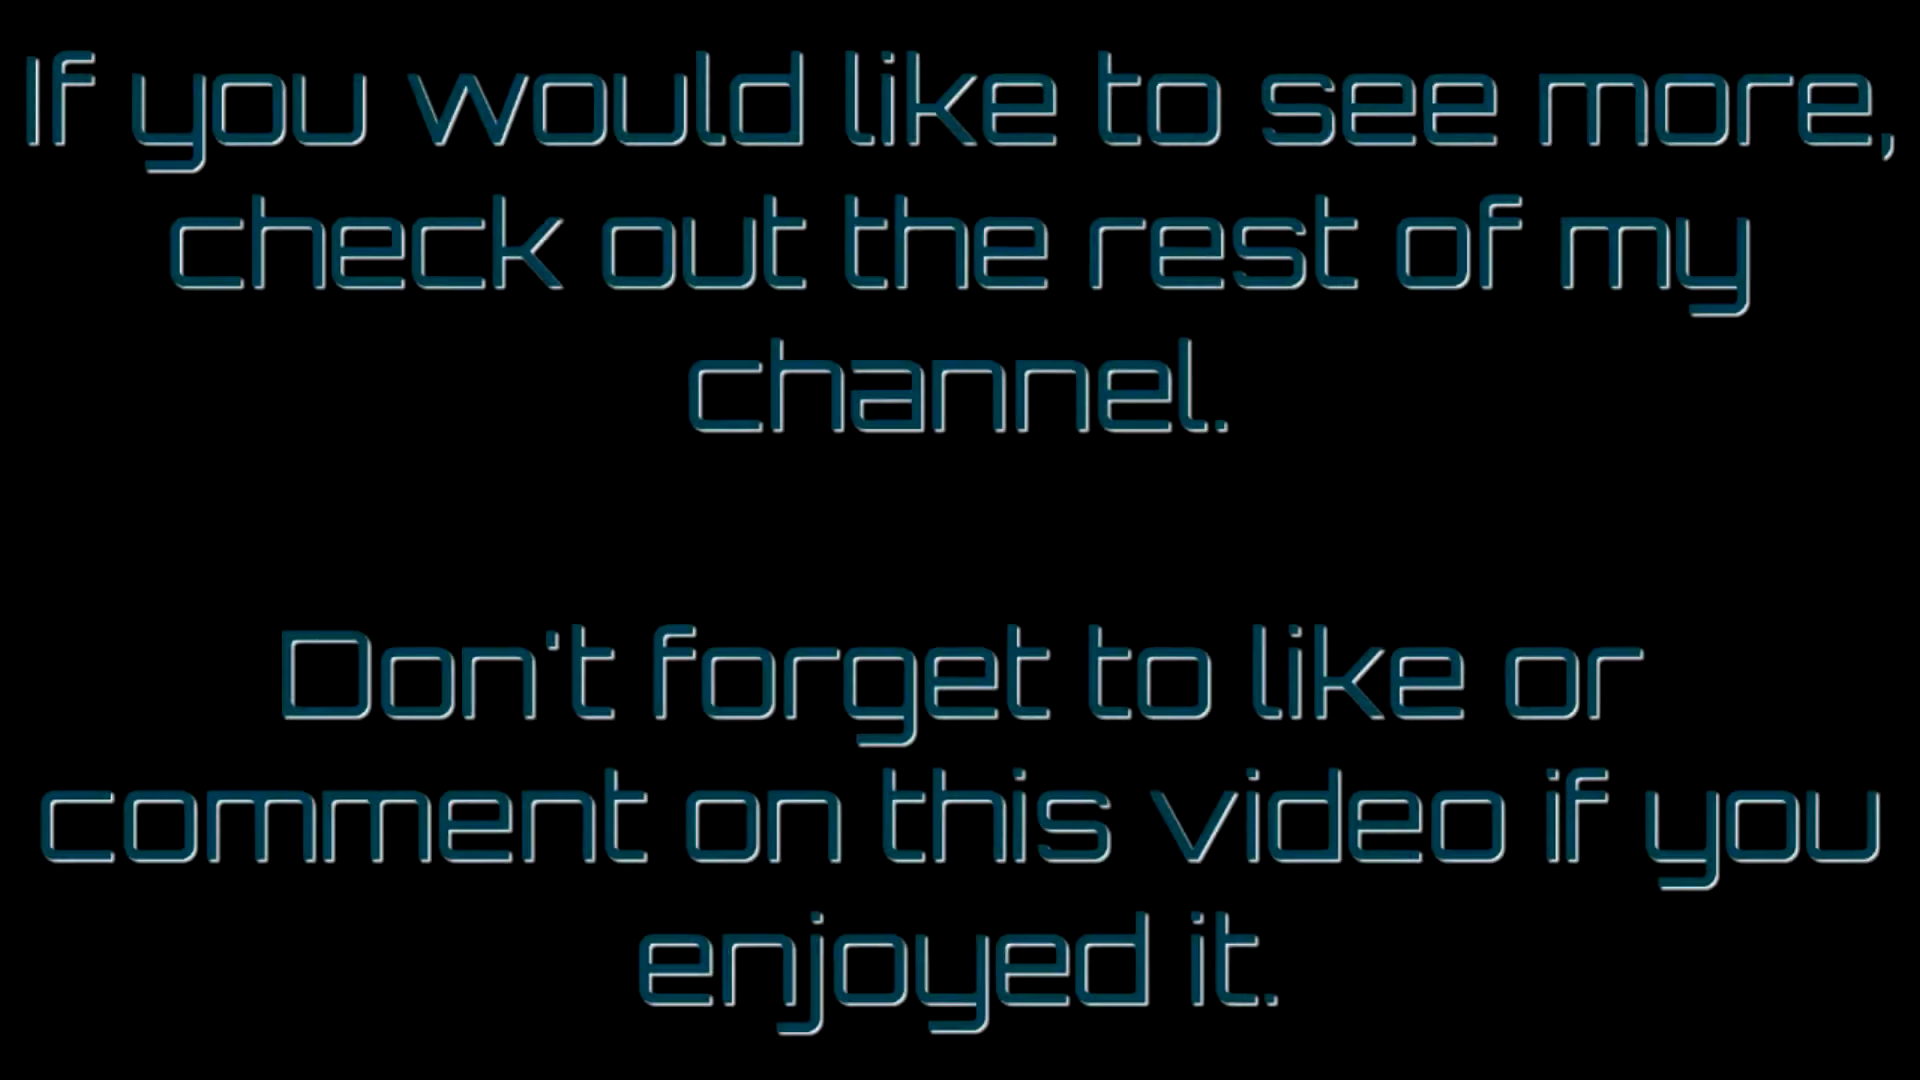 If you would like to see more,
check out the rest of my
channel.
Don't forget to like or
comment on this video if you
enjoyed it.